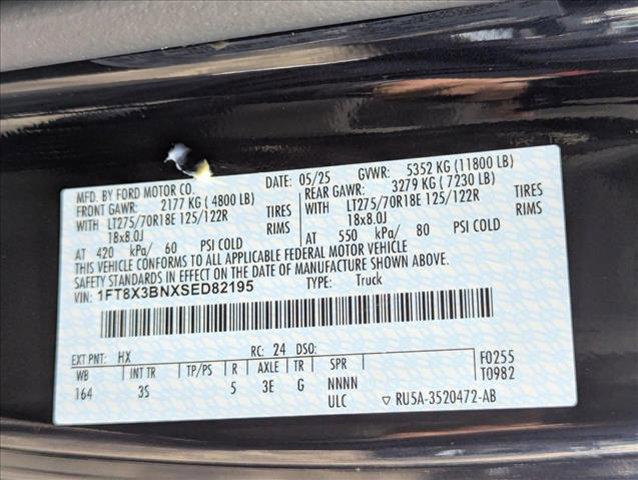 MFD. BY FORD MOTOR CO. 05/25 GVWR: 5352 KG (11800 LB)
FRONT GAWR: 2177 KG ( 4800 LB) REAR GAWR: 3279 KG ( 7230 LB)
WITH LT275/70R18E 125/122R TIRES WITH LT275/70R18E 125/122R TIRES
18x8.0J RIMS 18x8.0J RIMS
AT 420 kPa/ 60 PSI COLD AT 550 kPa/ 80 PSI COLD
THIS VEHICLE CONFORMS TO ALL APPLICABLE FEDERAL MOTOR VEHICLE
SAFETY STANDARDS IN EFFECT ON THE DATE OF MANUFACTURE SHOWN ABOVE.
VIN: 1FT8X3BNXSED82195 TYPE: Truck
EXT PNT: HX RC: 24 DSO:
WB INT TR TP/PS R AXLE TR SPR F0255
164 3S 5 3E G NNNN T0982
ULC ▽ RU5A-3520472-AB